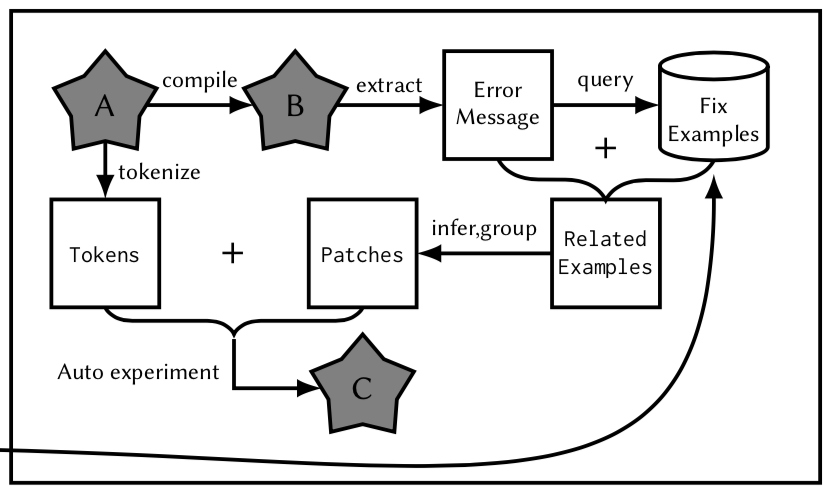 A
compile
B
extract
Error
Message
query
Fix
Examples
+
tokenize
Tokens
+
Patches
infer,group
Related
Examples
Auto experiment
C